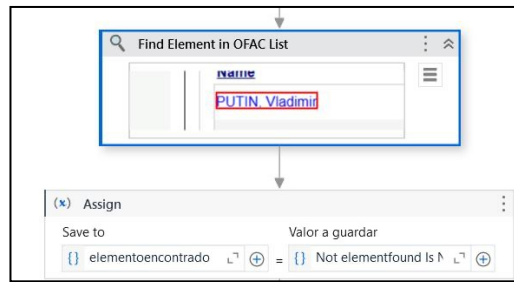 Find Element in OFAC List
Name
PUTIN, Vladimir
(x) Assign
Save to
Valor a guardar
{} elementoencontrado = {} Not elementfound Is N